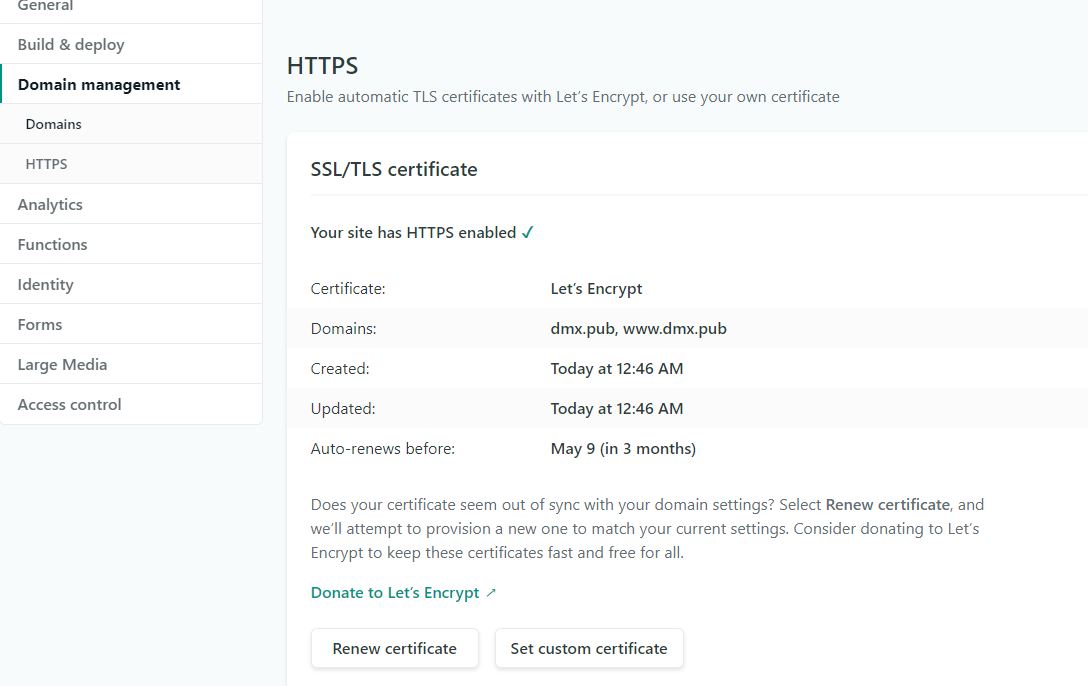 General
Build & deploy
Domain management
Domains
HTTPS
Analytics
Functions
Identity
Forms
Large Media
Access control
HTTPS
Enable automatic TLS certificates with Let’s Encrypt, or use your own certificate
SSL/TLS certificate
Your site has HTTPS enabled ✓
Certificate: Let’s Encrypt
Domains: dmx.pub, www.dmx.pub
Created: Today at 12:46 AM
Updated: Today at 12:46 AM
Auto-renews before: May 9 (in 3 months)
Does your certificate seem out of sync with your domain settings? Select Renew certificate, and
we’ll attempt to provision a new one to match your current settings. Consider donating to Let’s
Encrypt to keep these certificates fast and free for all.
Donate to Let’s Encrypt ↗
Renew certificate Set custom certificate